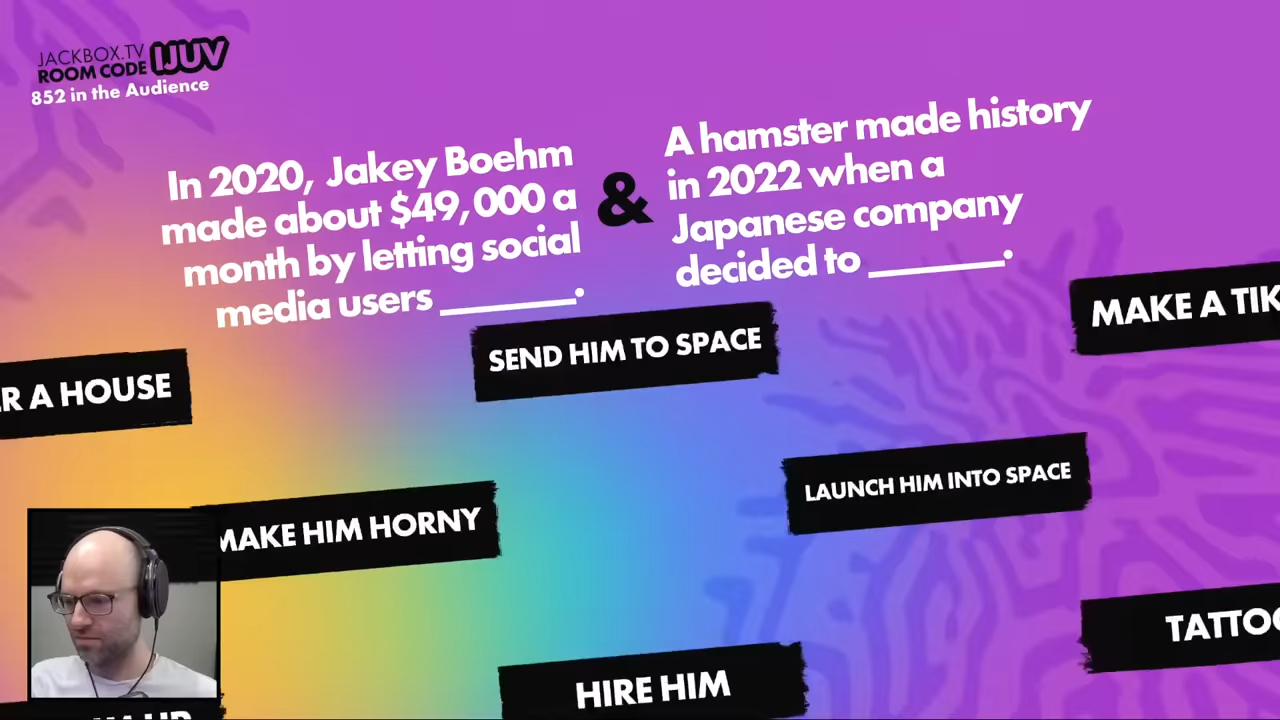 JACKBOX.TV
ROOM CODE IJUV
852 in the Audience
In 2020, Jakey Boehm
made about $49,000 a
month by letting social
media users ______.
&
A hamster made history
in 2022 when a
Japanese company
decided to ______.
SEND HIM TO SPACE
MAKE A TIK
R A HOUSE
LAUNCH HIM INTO SPACE
MAKE HIM HORNY
TATTOO
HIRE HIM